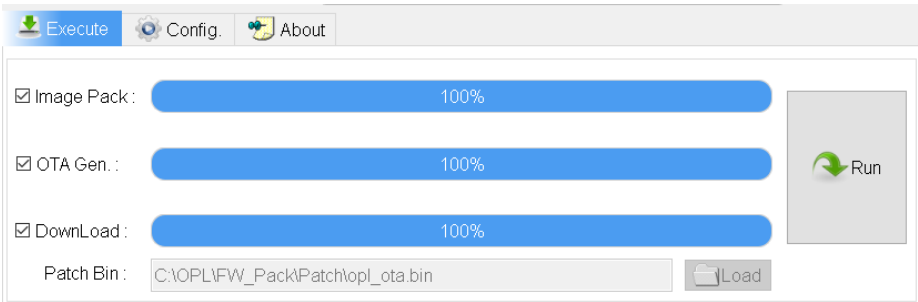 Execute Config. About
Image Pack : 100%
OTA Gen. : 100%
Run
DownLoad : 100%
Patch Bin : C:\OPL\FW_Pack\Patch\opl_ota.bin Load